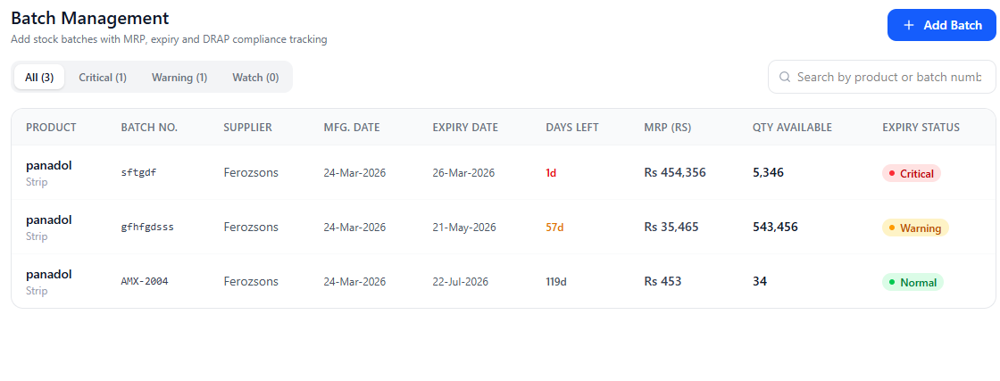 Batch Management
Add stock batches with MRP, expiry and DRAP compliance tracking
+ Add Batch
All (3) Critical (1) Warning (1) Watch (0)
Search by product or batch numb
PRODUCT BATCH NO. SUPPLIER MFG. DATE EXPIRY DATE DAYS LEFT MRP (RS) QTY AVAILABLE EXPIRY STATUS
panadol sftgdf Ferozsons 24-Mar-2026 26-Mar-2026 1d Rs 454,356 5,346 Critical
Strip
panadol gfhfgdsss Ferozsons 24-Mar-2026 21-May-2026 57d Rs 35,465 543,456 Warning
Strip
panadol AMX-2004 Ferozsons 24-Mar-2026 22-Jul-2026 119d Rs 453 34 Normal
Strip